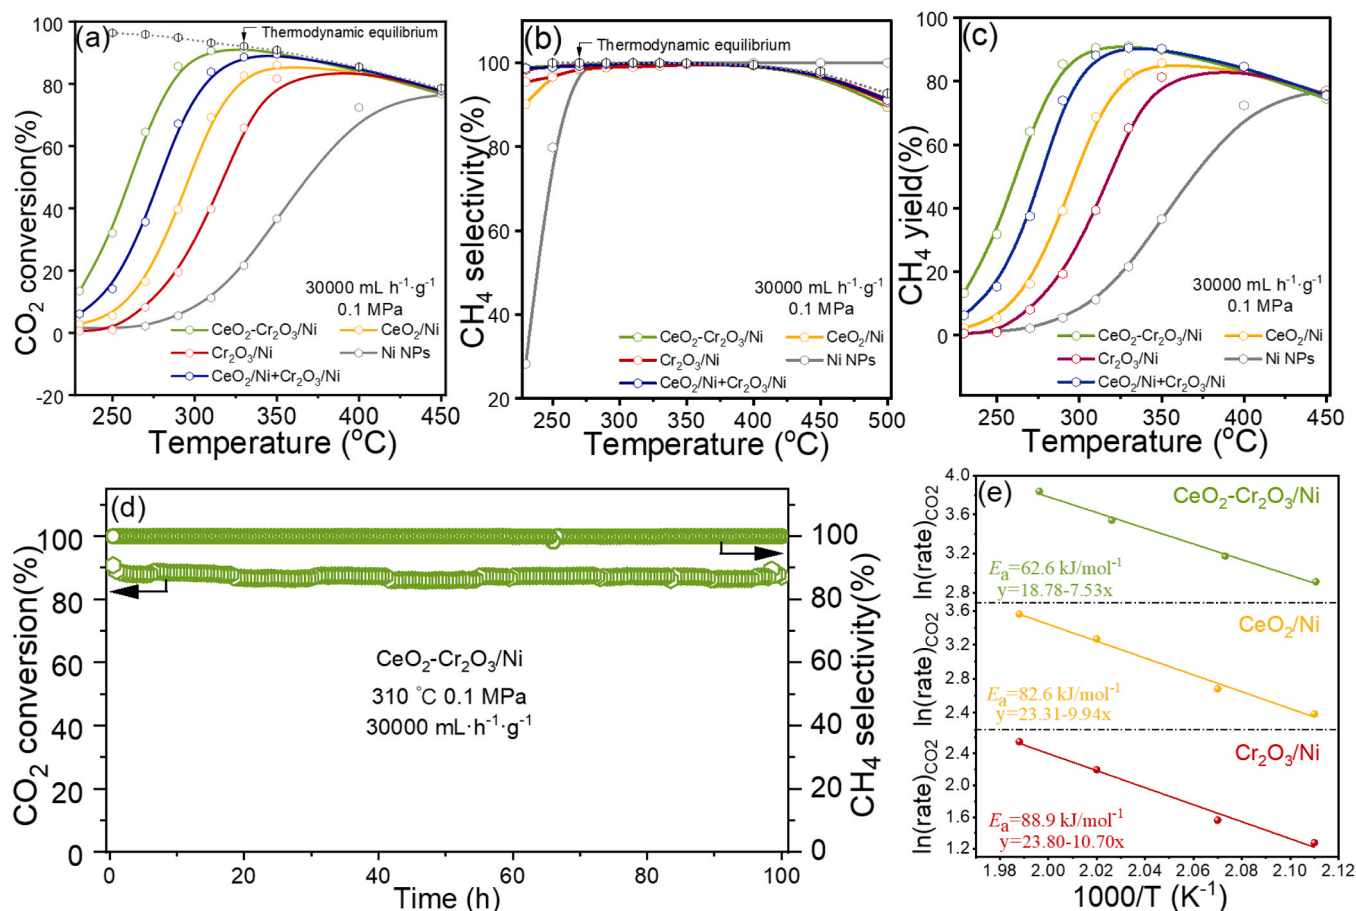 (a)
Thermodynamic equilibrium
CO2 conversion(%)
100
80
60
40
20
0
-20
30000 mL h⁻¹·g⁻¹
0.1 MPa
CeO₂-Cr₂O₃/Ni
CeO₂/Ni
Cr₂O₃/Ni
Ni NPs
CeO₂/Ni+Cr₂O₃/Ni
250 300 350 400 450
Temperature (ºC)
(b)
Thermodynamic equilibrium
CH₄ selectivity(%)
100
80
60
40
20
30000 mL h⁻¹·g⁻¹
0.1 MPa
CeO₂-Cr₂O₃/Ni
CeO₂/Ni
Cr₂O₃/Ni
Ni NPs
CeO₂/Ni+Cr₂O₃/Ni
250 300 350 400 450 500
Temperature (ºC)
(c)
CH₄ yield(%)
100
80
60
40
20
0
30000 mL h⁻¹·g⁻¹
0.1 MPa
CeO₂-Cr₂O₃/Ni
CeO₂/Ni
Cr₂O₃/Ni
Ni NPs
CeO₂/Ni+Cr₂O₃/Ni
250 300 350 400 450
Temperature (ºC)
(d)
CO₂ conversion(%)
100
80
60
40
20
0
CeO₂-Cr₂O₃/Ni
310 ℃ 0.1 MPa
30000 mL·h⁻¹·g⁻¹
CH₄ selectivity(%)
100
80
60
40
20
0
0 20 40 60 80 100
Time (h)
(e)
ln(rate)CO2
4.0
3.6
3.2
2.8
CeO₂-Cr₂O₃/Ni
Eₐ=62.6 kJ/mol⁻¹
y=18.78-7.53x
ln(rate)CO2
3.6
3.2
2.8
2.4
CeO₂/Ni
Eₐ=82.6 kJ/mol⁻¹
y=23.31-9.94x
ln(rate)CO2
2.4
2.0
1.6
1.2
Cr₂O₃/Ni
Eₐ=88.9 kJ/mol⁻¹
y=23.80-10.70x
1.98 2.00 2.02 2.04 2.06 2.08 2.10 2.12
1000/T (K⁻¹)